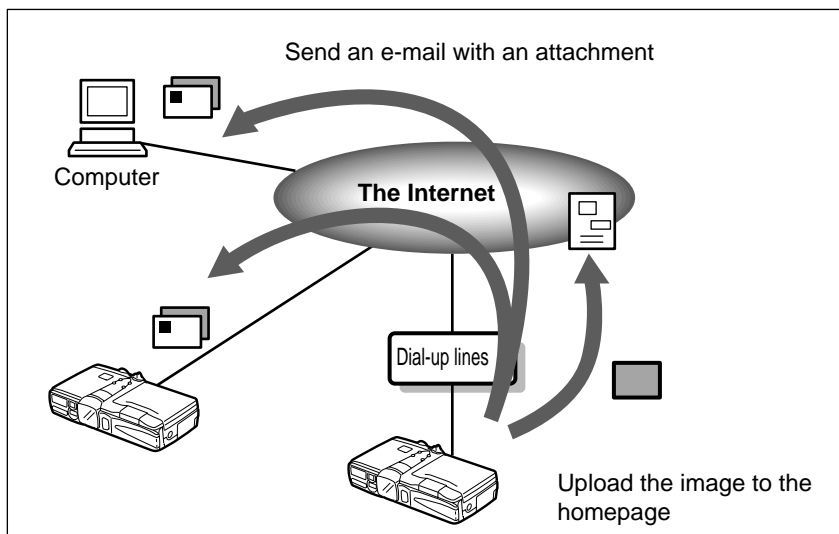 Send an e-mail with an attachment
Computer
The Internet
Dial-up lines
Upload the image to the
homepage